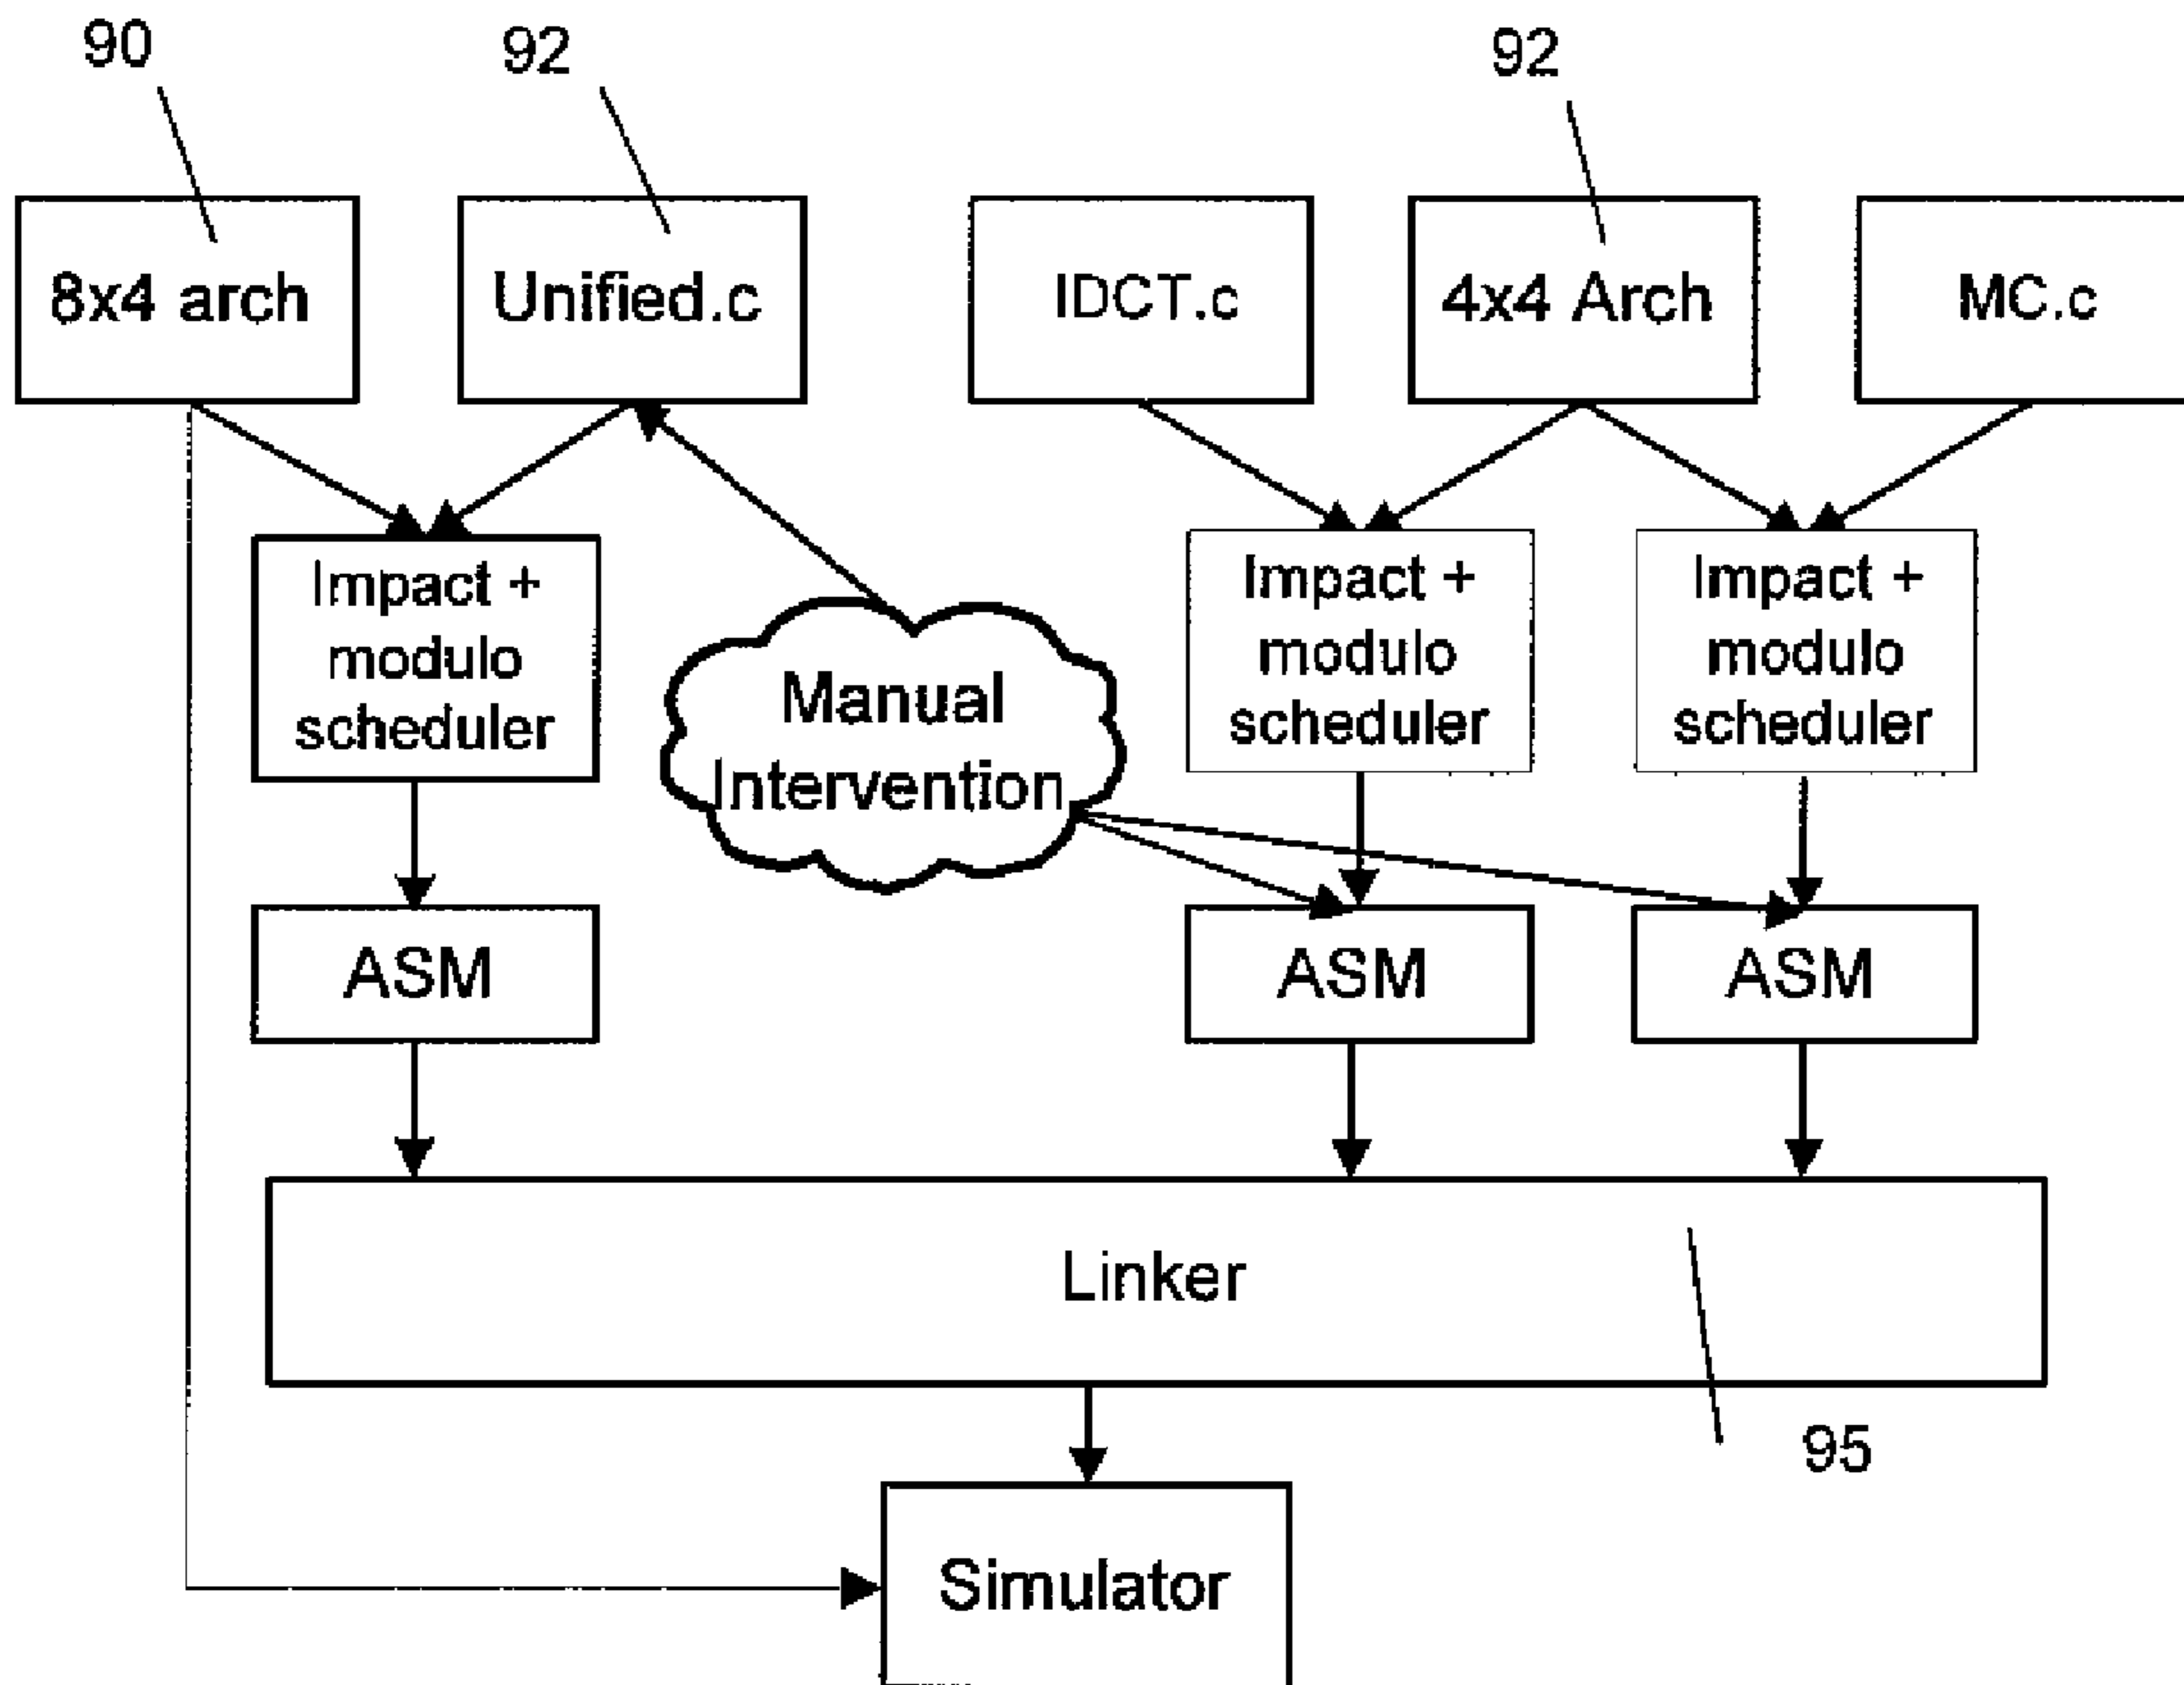 90
92
92
8x4 arch
Unified.c
IDCT.c
4x4 Arch
MC.c
Impact +
modulo
scheduler
Manual
Intervention
Impact +
modulo
scheduler
Impact +
modulo
scheduler
ASM
ASM
ASM
Linker
95
Simulator